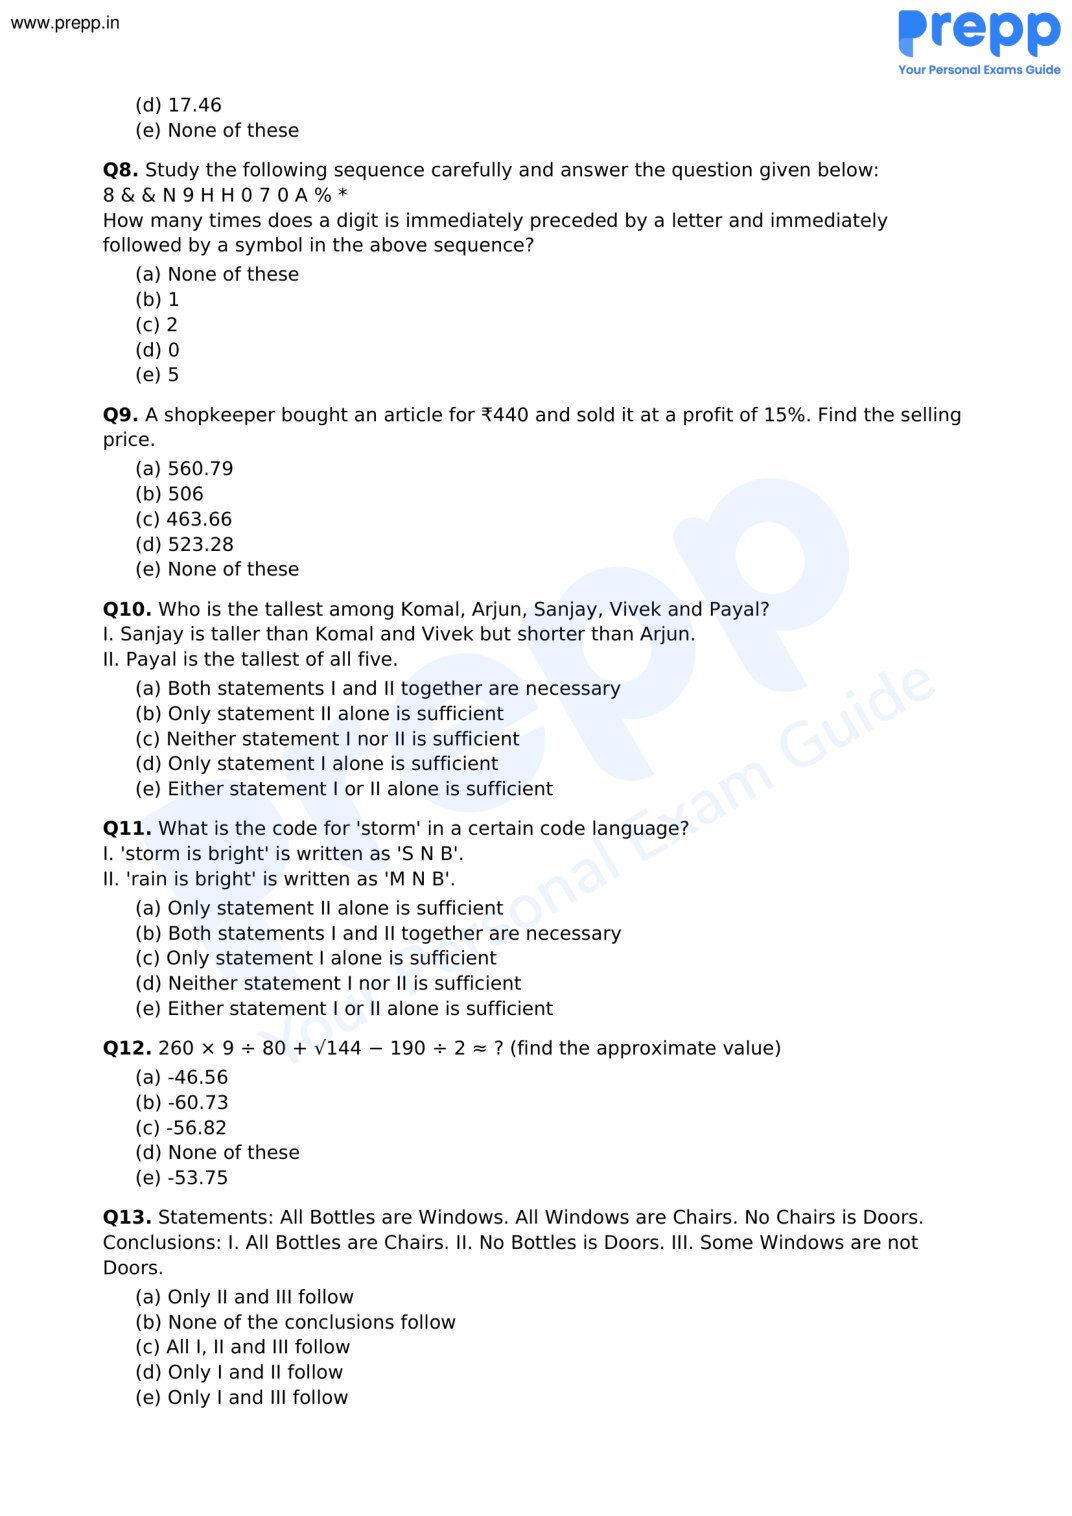 www.prepp.in
Prepp
Your Personal Exams Guide
(d) 17.46
(e) None of these
Q8. Study the following sequence carefully and answer the question given below:
8 & & N 9 H H 0 7 0 A % *
How many times does a digit is immediately preceded by a letter and immediately
followed by a symbol in the above sequence?
(a) None of these
(b) 1
(c) 2
(d) 0
(e) 5
Q9. A shopkeeper bought an article for ₹440 and sold it at a profit of 15%. Find the selling
price.
(a) 560.79
(b) 506
(c) 463.66
(d) 523.28
(e) None of these
Q10. Who is the tallest among Komal, Arjun, Sanjay, Vivek and Payal?
I. Sanjay is taller than Komal and Vivek but shorter than Arjun.
II. Payal is the tallest of all five.
(a) Both statements I and II together are necessary
(b) Only statement II alone is sufficient
(c) Neither statement I nor II is sufficient
(d) Only statement I alone is sufficient
(e) Either statement I or II alone is sufficient
Q11. What is the code for 'storm' in a certain code language?
I. 'storm is bright' is written as 'S N B'.
II. 'rain is bright' is written as 'M N B'.
(a) Only statement II alone is sufficient
(b) Both statements I and II together are necessary
(c) Only statement I alone is sufficient
(d) Neither statement I nor II is sufficient
(e) Either statement I or II alone is sufficient
Q12. 260 × 9 ÷ 80 + √144 − 190 ÷ 2 ≈ ? (find the approximate value)
(a) -46.56
(b) -60.73
(c) -56.82
(d) None of these
(e) -53.75
Q13. Statements: All Bottles are Windows. All Windows are Chairs. No Chairs is Doors.
Conclusions: I. All Bottles are Chairs. II. No Bottles is Doors. III. Some Windows are not
Doors.
(a) Only II and III follow
(b) None of the conclusions follow
(c) All I, II and III follow
(d) Only I and II follow
(e) Only I and III follow
Prepp
Your Personal Exam Guide